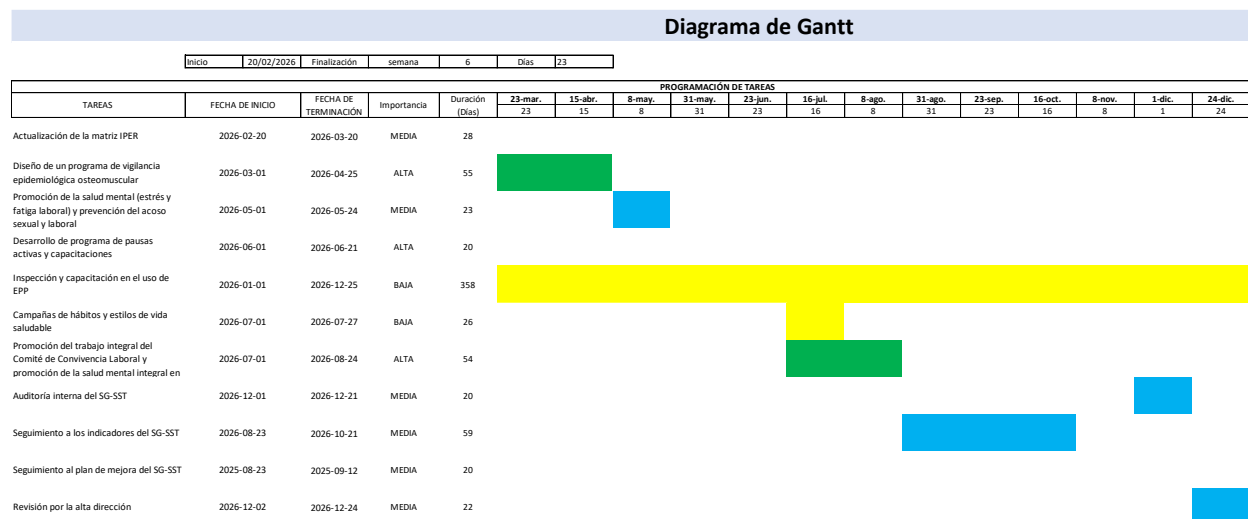 Diagrama de Gantt
Inicio 20/02/2026 Finalización semana 6 Días 23
PROGRAMACIÓN DE TAREAS
TAREAS FECHA DE INICIO FECHA DE TERMINACIÓN Importancia Duración (Días) 23-mar. 15-abr. 8-may. 31-may. 23-jun. 16-jul. 8-ago. 31-ago. 23-sep. 16-oct. 8-nov. 1-dic. 24-dic.
23 15 8 31 23 16 8 31 23 16 8 1 24
Actualización de la matriz IPER 2026-02-20 2026-03-20 MEDIA 28
Diseño de un programa de vigilancia
epidemiológica osteomuscular 2026-03-01 2026-04-25 ALTA 55
Promoción de la salud mental (estrés y
fatiga laboral) y prevención del acoso
sexual y laboral 2026-05-01 2026-05-24 MEDIA 23
Desarrollo de programa de pausas
activas y capacitaciones 2026-06-01 2026-06-21 ALTA 20
Inspección y capacitación en el uso de
EPP 2026-01-01 2026-12-25 BAJA 358
Campañas de hábitos y estilos de vida
saludable 2026-07-01 2026-07-27 BAJA 26
Promoción del trabajo integral del
Comité de Convivencia Laboral y
promoción de la salud mental integral en 2026-07-01 2026-08-24 ALTA 54
Auditoría interna del SG-SST 2026-12-01 2026-12-21 MEDIA 20
Seguimiento a los indicadores del SG-SST 2026-08-23 2026-10-21 MEDIA 59
Seguimiento al plan de mejora del SG-SST 2025-08-23 2025-09-12 MEDIA 20
Revisión por la alta dirección 2026-12-02 2026-12-24 MEDIA 22